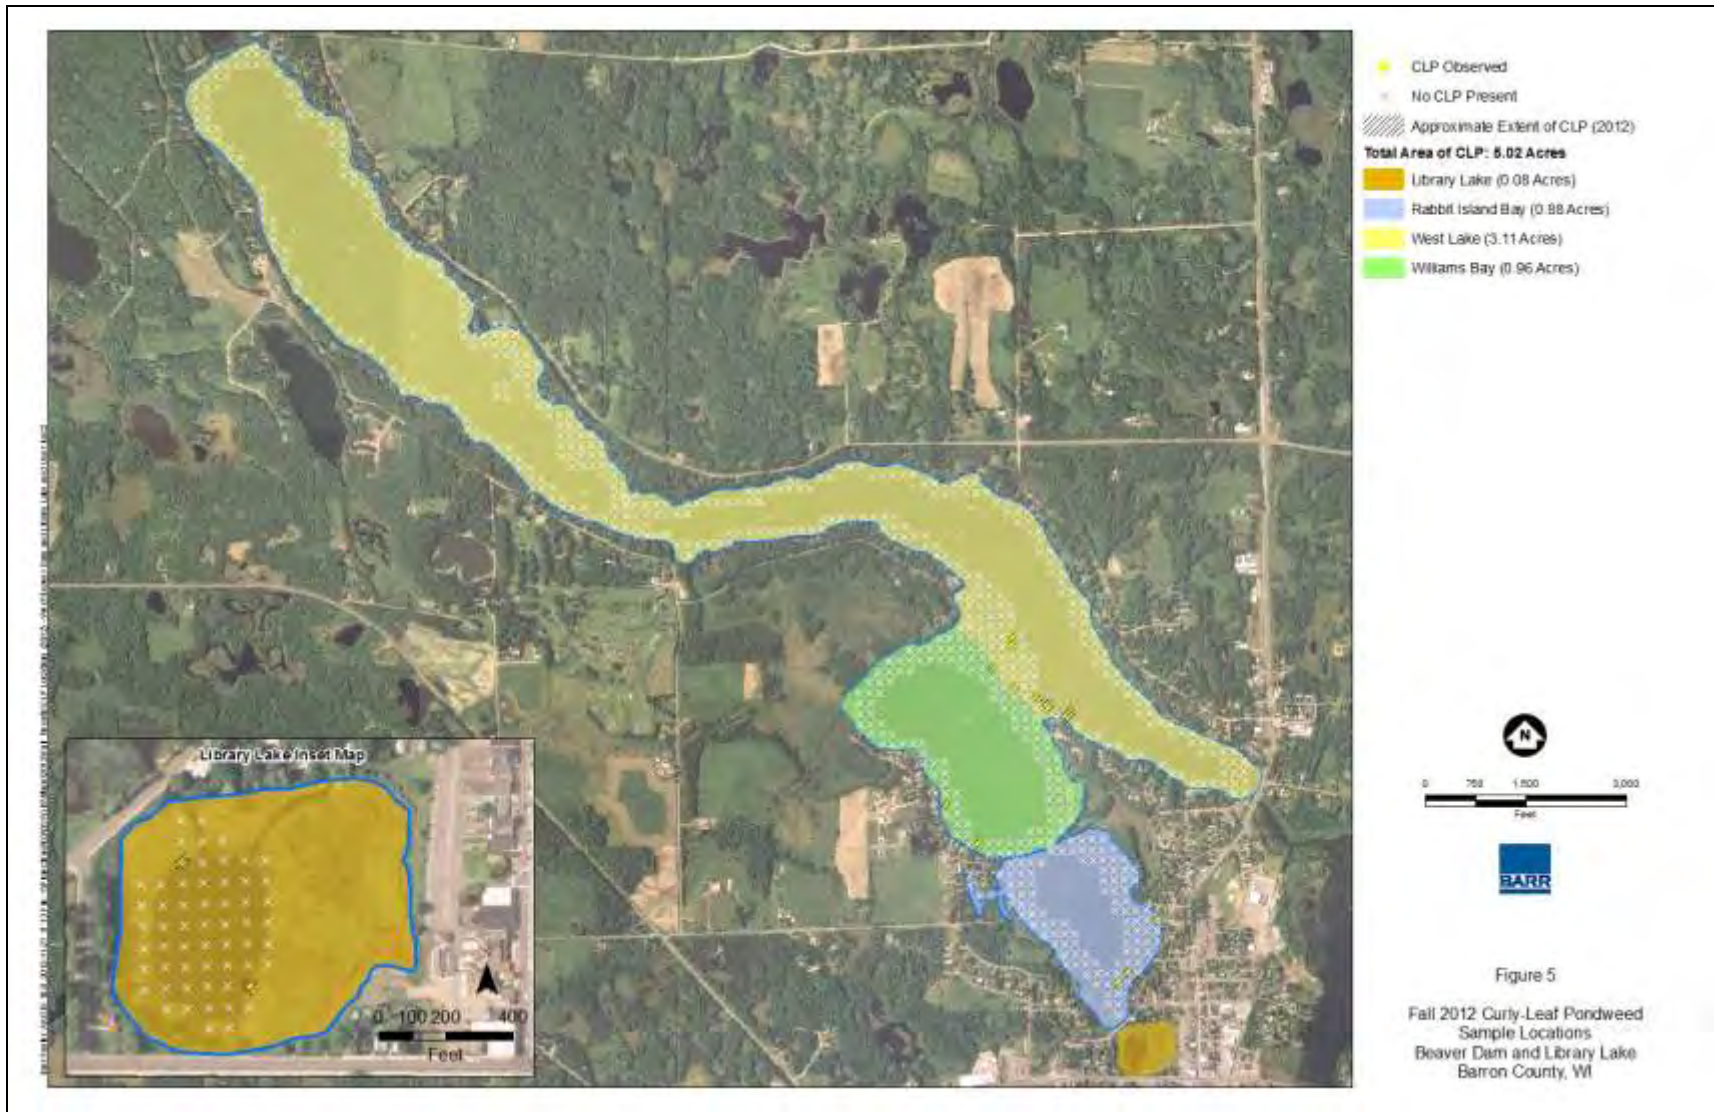 CLP Observed
No CLP Present
Approximate Extent of CLP (2012)
Total Area of CLP: 5.02 Acres
Library Lake (0.08 Acres)
Rabbit Island Bay (0.88 Acres)
West Lake (3.11 Acres)
Williams Bay (0.96 Acres)
Library Lake Inset Map
N
0 750 1,500 3,000
Feet
BARR
0 100 200 400
Feet
Figure 5
Fall 2012 Curly-Leaf Pondweed
Sample Locations
Beaver Dam and Library Lake
Barron County, WI